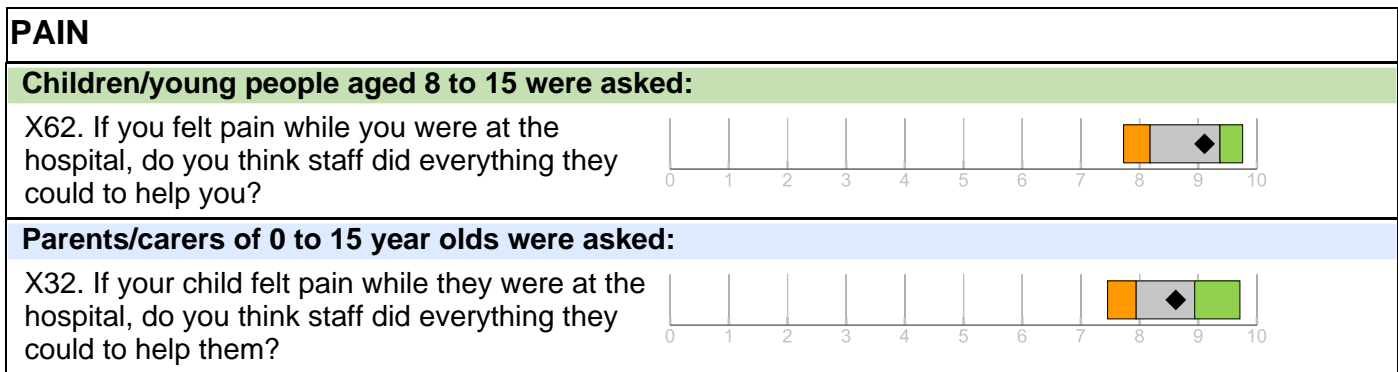 PAIN
Children/young people aged 8 to 15 were asked:
X62. If you felt pain while you were at the
hospital, do you think staff did everything they
could to help you?
0 1 2 3 4 5 6 7 8 9 10
Parents/carers of 0 to 15 year olds were asked:
X32. If your child felt pain while they were at the
hospital, do you think staff did everything they
could to help them?
0 1 2 3 4 5 6 7 8 9 10